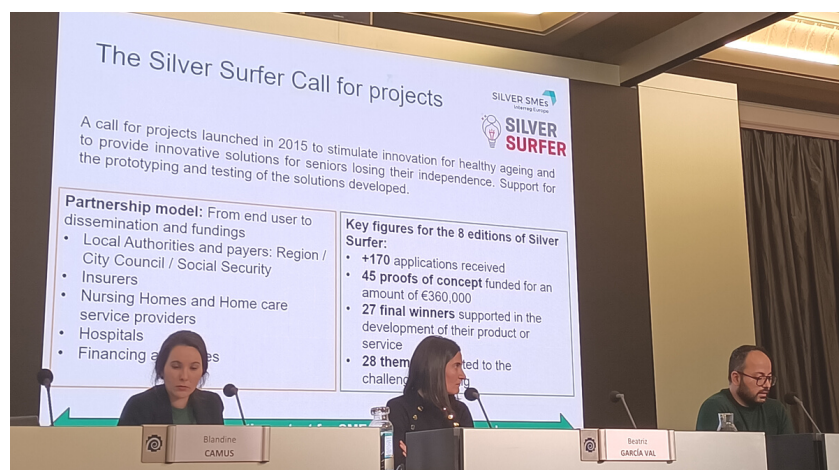 The Silver Surfer Call for projects
SILVER SMEs
Interreg Europe
SILVER
SURFER
A call for projects launched in 2015 to stimulate innovation for healthy ageing and
to provide innovative solutions for seniors losing their independence. Support for
the prototyping and testing of the solutions developed.
Partnership model: From end user to
dissemination and fundings
• Local Authorities and payers: Region /
City Council / Social Security
• Insurers
• Nursing Homes and Home care
service providers
• Hospitals
• Financing
Key figures for the 8 editions of Silver
Surfer:
• +170 applications received
• 45 proofs of concept funded for an
amount of €360,000
• 27 final winners supported in the
development of their product or
service
• 28 to the
Blandine
CAMUS
Beatriz
GARCÍA VAL